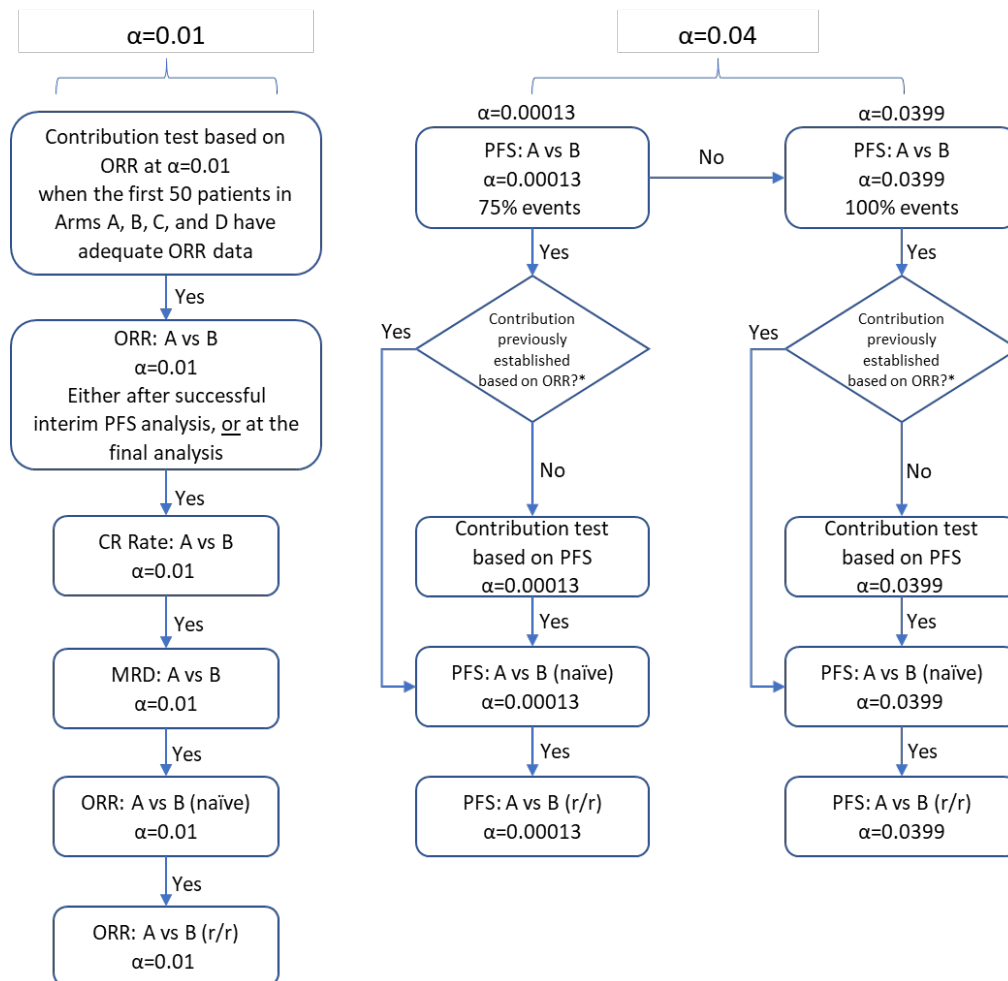 α=0.01
Contribution test based on
ORR at α=0.01
when the first 50 patients in
Arms A, B, C, and D have
adequate ORR data
Yes
ORR: A vs B
α=0.01
Either after successful
interim PFS analysis, or at the
final analysis
Yes
CR Rate: A vs B
α=0.01
Yes
MRD: A vs B
α=0.01
Yes
ORR: A vs B (naïve)
α=0.01
Yes
ORR: A vs B (r/r)
α=0.01
α=0.04
α=0.00013
PFS: A vs B
α=0.00013
75% events
No
Yes
Contribution
previously
established
based on ORR?*
Yes
No
Contribution test
based on PFS
α=0.00013
Yes
PFS: A vs B (naïve)
α=0.00013
Yes
PFS: A vs B (r/r)
α=0.00013
α=0.0399
PFS: A vs B
α=0.0399
100% events
Yes
Contribution
previously
established
based on ORR?*
Yes
No
Contribution test
based on PFS
α=0.0399
Yes
PFS: A vs B (naïve)
α=0.0399
Yes
PFS: A vs B (r/r)
α=0.0399